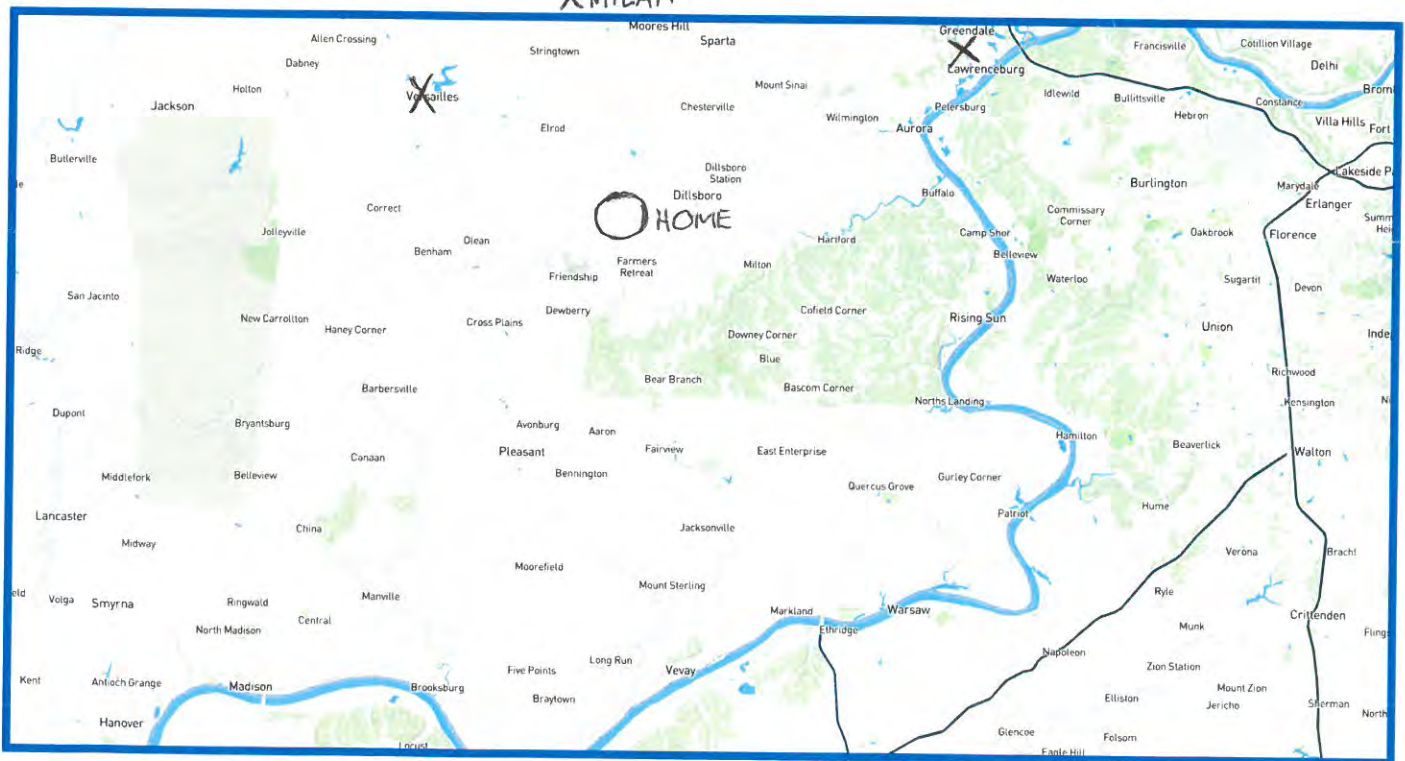 X MILAN
Moores Hill
Greendale
Allen Crossing
Stringtown
Sparta
Francisville
Cotillion Village
Dabney
Lawrenceburg
Delhi
Holton
Versailles
Mount Sinai
Idlewild
Bullittsville
Constance
Jackson
Chesterville
Petersburg
Hebron
Wilmington
Villa Hills
Fort
Elrod
Aurora
Butlerville
Dillsboro
Station
Lakeside
Burlington
Marydale
Dillsboro
Buffalo
Erlanger
Correct
HOME
Commissary
Corner
Jolleyville
Olean
Hartford
Camp Shor
Oakbrook
Florence
Benham
Belleview
Farmers
Retreat
Milton
Friendship
Waterloo
Sugartit
Devon
San Jacinto
Dewberry
Cofield Corner
New Carrollton
Haney Corner
Cross Plains
Rising Sun
Union
Downey Corner
Ridge
Blue
Barbersville
Bear Branch
Bascom Corner
Richwood
Norths Landing
Kensington
Dupont
Bryantsburg
Avonburg
Aaron
Hamilton
Pleasant
Fairview
East Enterprise
Beaverlick
Walton
Canaan
Middlefork
Belleview
Bennington
Quercus Grove
Gurley Corner
Hume
Lancaster
China
Jacksonville
Patriot
Midway
Verona
Bracht
Moorefield
Mount Sterling
Ryle
Volga
Smyrna
Ringwald
Manville
Markland
Warsaw
Crittenden
North Madison
Central
Ethridge
Munk
Napoleon
Kent
Antioch Grange
Madison
Brooksburg
Five Points
Long Run
Vevay
Zion Station
Braytown
Elliston
Mount Zion
Jericho
Sherman
North
Hanover
Glencoe
Folsom
Locust
Eagle Hill